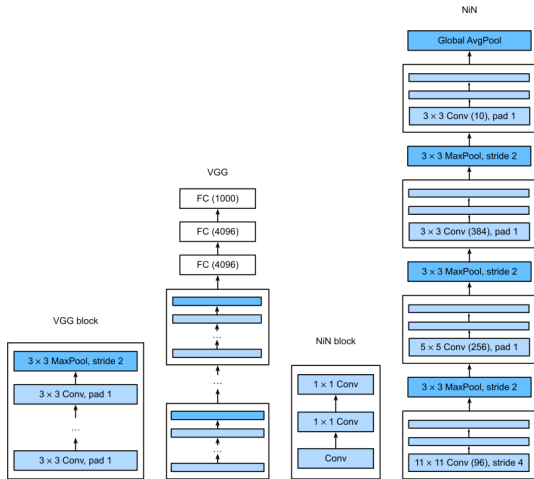 VGG block
3 × 3 MaxPool, stride 2
3 × 3 Conv, pad 1
...
3 × 3 Conv, pad 1
VGG
FC (1000)
FC (4096)
FC (4096)
...
...
...
NiN block
1 × 1 Conv
1 × 1 Conv
Conv
NiN
Global AvgPool
3 × 3 Conv (10), pad 1
3 × 3 MaxPool, stride 2
3 × 3 Conv (384), pad 1
3 × 3 MaxPool, stride 2
5 × 5 Conv (256), pad 1
3 × 3 MaxPool, stride 2
11 × 11 Conv (96), stride 4